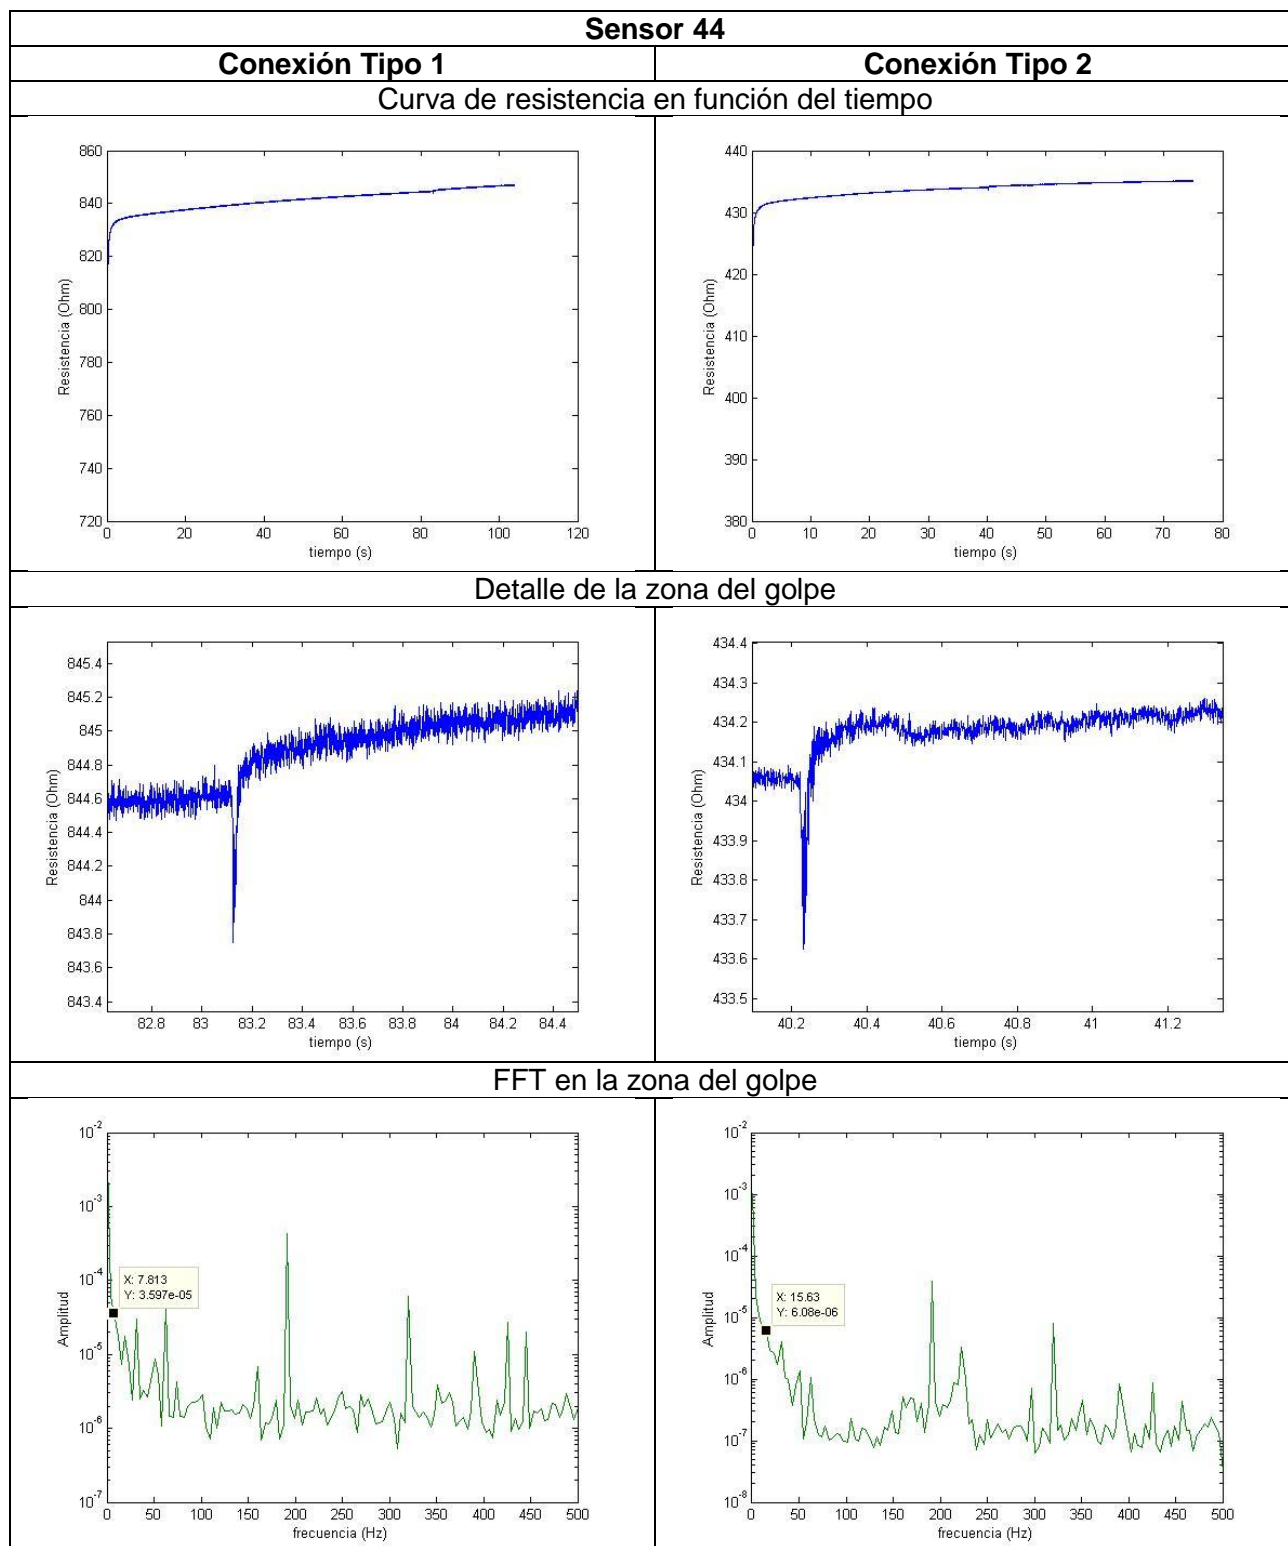 Sensor 44
Conexión Tipo 1
Conexión Tipo 2
Curva de resistencia en función del tiempo
860
840
820
800
780
760
740
720
Resistencia (Ohm)
0 20 40 60 80 100 120
tiempo (s)
440
430
420
410
400
390
380
Resistencia (Ohm)
0 10 20 30 40 50 60 70 80
tiempo (s)
Detalle de la zona del golpe
845.4
845.2
845
844.8
844.6
844.4
844.2
844
843.8
843.6
843.4
Resistencia (Ohm)
82.8 83 83.2 83.4 83.6 83.8 84 84.2 84.4
tiempo (s)
434.4
434.3
434.2
434.1
434
433.9
433.8
433.7
433.6
433.5
Resistencia (Ohm)
40.2 40.4 40.6 40.8 41 41.2
tiempo (s)
FFT en la zona del golpe
10^-2
10^-3
10^-4
10^-5
10^-6
10^-7
Amplitud
X: 7.813
Y: 3.597e-05
0 50 100 150 200 250 300 350 400 450 500
frecuencia (Hz)
10^-2
10^-3
10^-4
10^-5
10^-6
10^-7
10^-8
Amplitud
X: 15.63
Y: 6.08e-06
0 50 100 150 200 250 300 350 400 450 500
frecuencia (Hz)